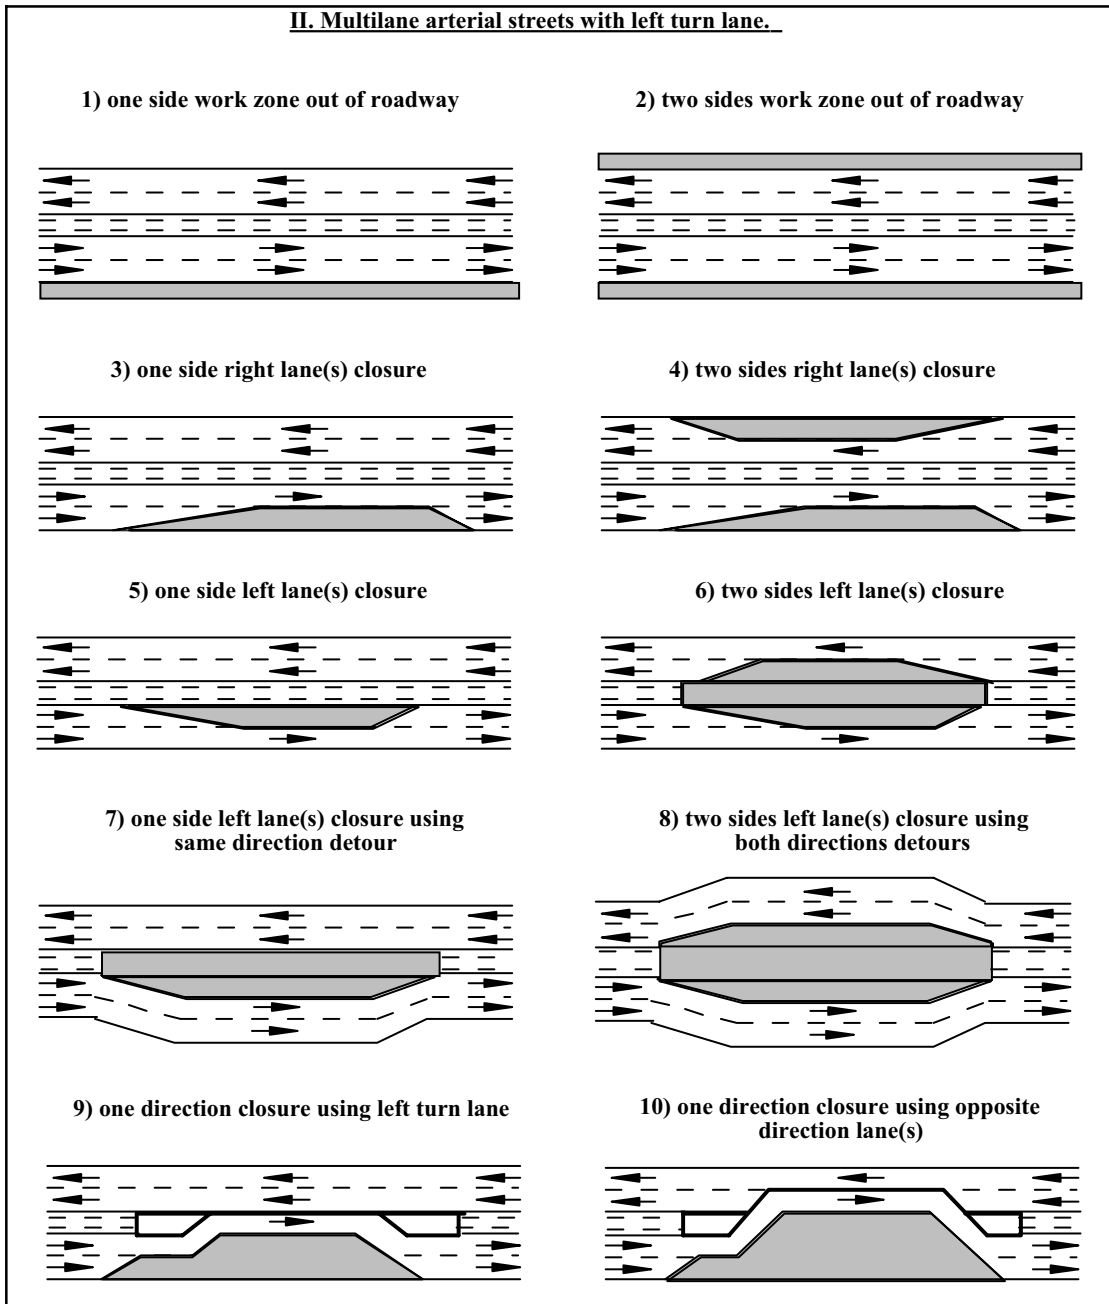 II. Multilane arterial streets with left turn lane.
1) one side work zone out of roadway
2) two sides work zone out of roadway
3) one side right lane(s) closure
4) two sides right lane(s) closure
5) one side left lane(s) closure
6) two sides left lane(s) closure
7) one side left lane(s) closure using
same direction detour
8) two sides left lane(s) closure using
both directions detours
9) one direction closure using left turn lane
10) one direction closure using opposite
direction lane(s)